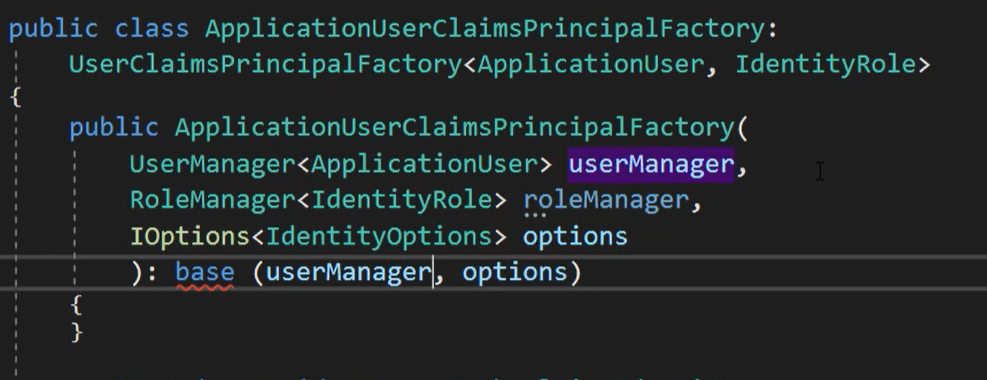 public class ApplicationUserClaimsPrincipalFactory:
UserClaimsPrincipalFactory<ApplicationUser, IdentityRole>
{
public ApplicationUserClaimsPrincipalFactory(
UserManager<ApplicationUser> userManager,
RoleManager<IdentityRole> roleManager,
IOptions<IdentityOptions> options
): base (userManager, options)
{
}